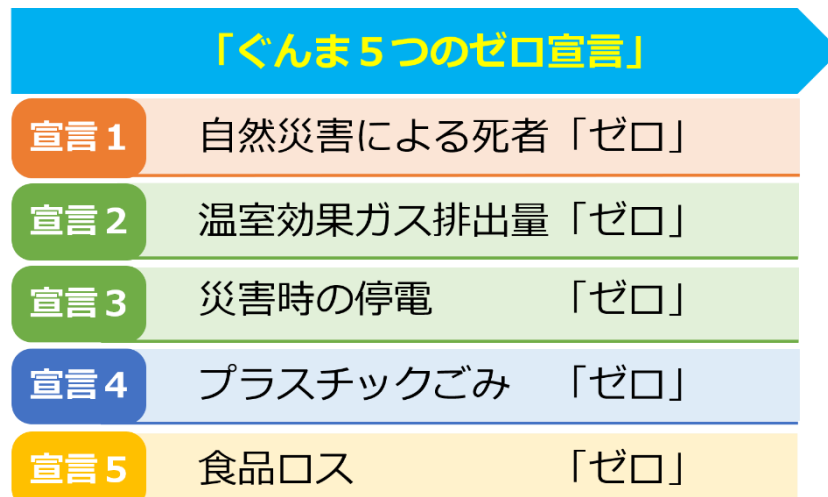 「ぐんま５つのゼロ宣言」
宣言１ 自然災害による死者「ゼロ」
宣言２ 温室効果ガス排出量「ゼロ」
宣言３ 災害時の停電 「ゼロ」
宣言４ プラスチックごみ 「ゼロ」
宣言５ 食品ロス 「ゼロ」